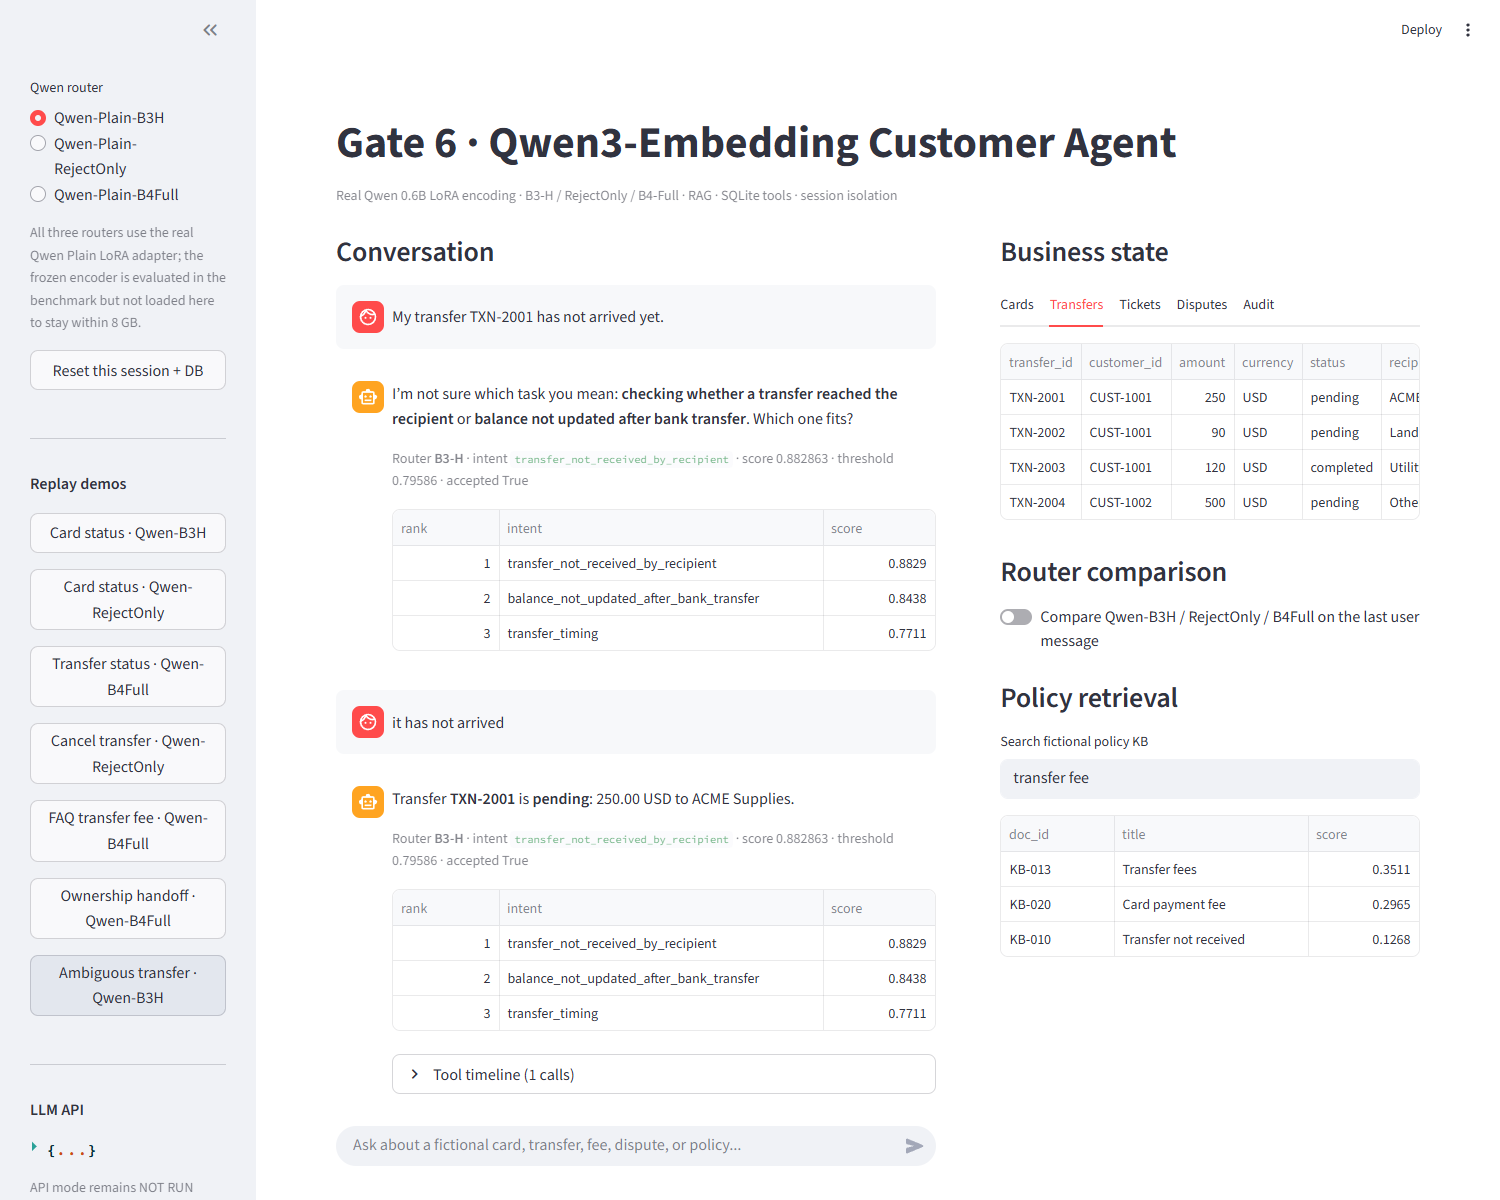 Deploy
Qwen router
Qwen-Plain-B3H
Qwen-Plain-
RejectOnly
Qwen-Plain-B4Full
All three routers use the real
Qwen Plain LoRA adapter; the
frozen encoder is evaluated in the
benchmark but not loaded here
to stay within 8 GB.
Reset this session + DB
Replay demos
Card status · Qwen-B3H
Card status · Qwen-
RejectOnly
Transfer status · Qwen-
B4Full
Cancel transfer · Qwen-
RejectOnly
FAQ transfer fee · Qwen-
B4Full
Ownership handoff ·
Qwen-B4Full
Ambiguous transfer ·
Qwen-B3H
LLM API
{...}
API mode remains NOT RUN
Gate 6 · Qwen3-Embedding Customer Agent
Real Qwen 0.6B LoRA encoding · B3-H / RejectOnly / B4-Full · RAG · SQLite tools · session isolation
Conversation
My transfer TXN-2001 has not arrived yet.
I'm not sure which task you mean: checking whether a transfer reached the
recipient or balance not updated after bank transfer. Which one fits?
Router B3-H · intent transfer_not_received_by_recipient · score 0.882863 · threshold
0.79586 · accepted True
rank intent score
1 transfer_not_received_by_recipient 0.8829
2 balance_not_updated_after_bank_transfer 0.8438
3 transfer_timing 0.7711
it has not arrived
Transfer TXN-2001 is pending: 250.00 USD to ACME Supplies.
Router B3-H · intent transfer_not_received_by_recipient · score 0.882863 · threshold
0.79586 · accepted True
rank intent score
1 transfer_not_received_by_recipient 0.8829
2 balance_not_updated_after_bank_transfer 0.8438
3 transfer_timing 0.7711
Tool timeline (1 calls)
Ask about a fictional card, transfer, fee, dispute, or policy...
Business state
Cards Transfers Tickets Disputes Audit
transfer_id customer_id amount currency status recip
TXN-2001 CUST-1001 250 USD pending ACME
TXN-2002 CUST-1001 90 USD pending Land
TXN-2003 CUST-1001 120 USD completed Utilit
TXN-2004 CUST-1002 500 USD pending Othe
Router comparison
Compare Qwen-B3H / RejectOnly / B4Full on the last user
message
Policy retrieval
Search fictional policy KB
transfer fee
doc_id title score
KB-013 Transfer fees 0.3511
KB-020 Card payment fee 0.2965
KB-010 Transfer not received 0.1268